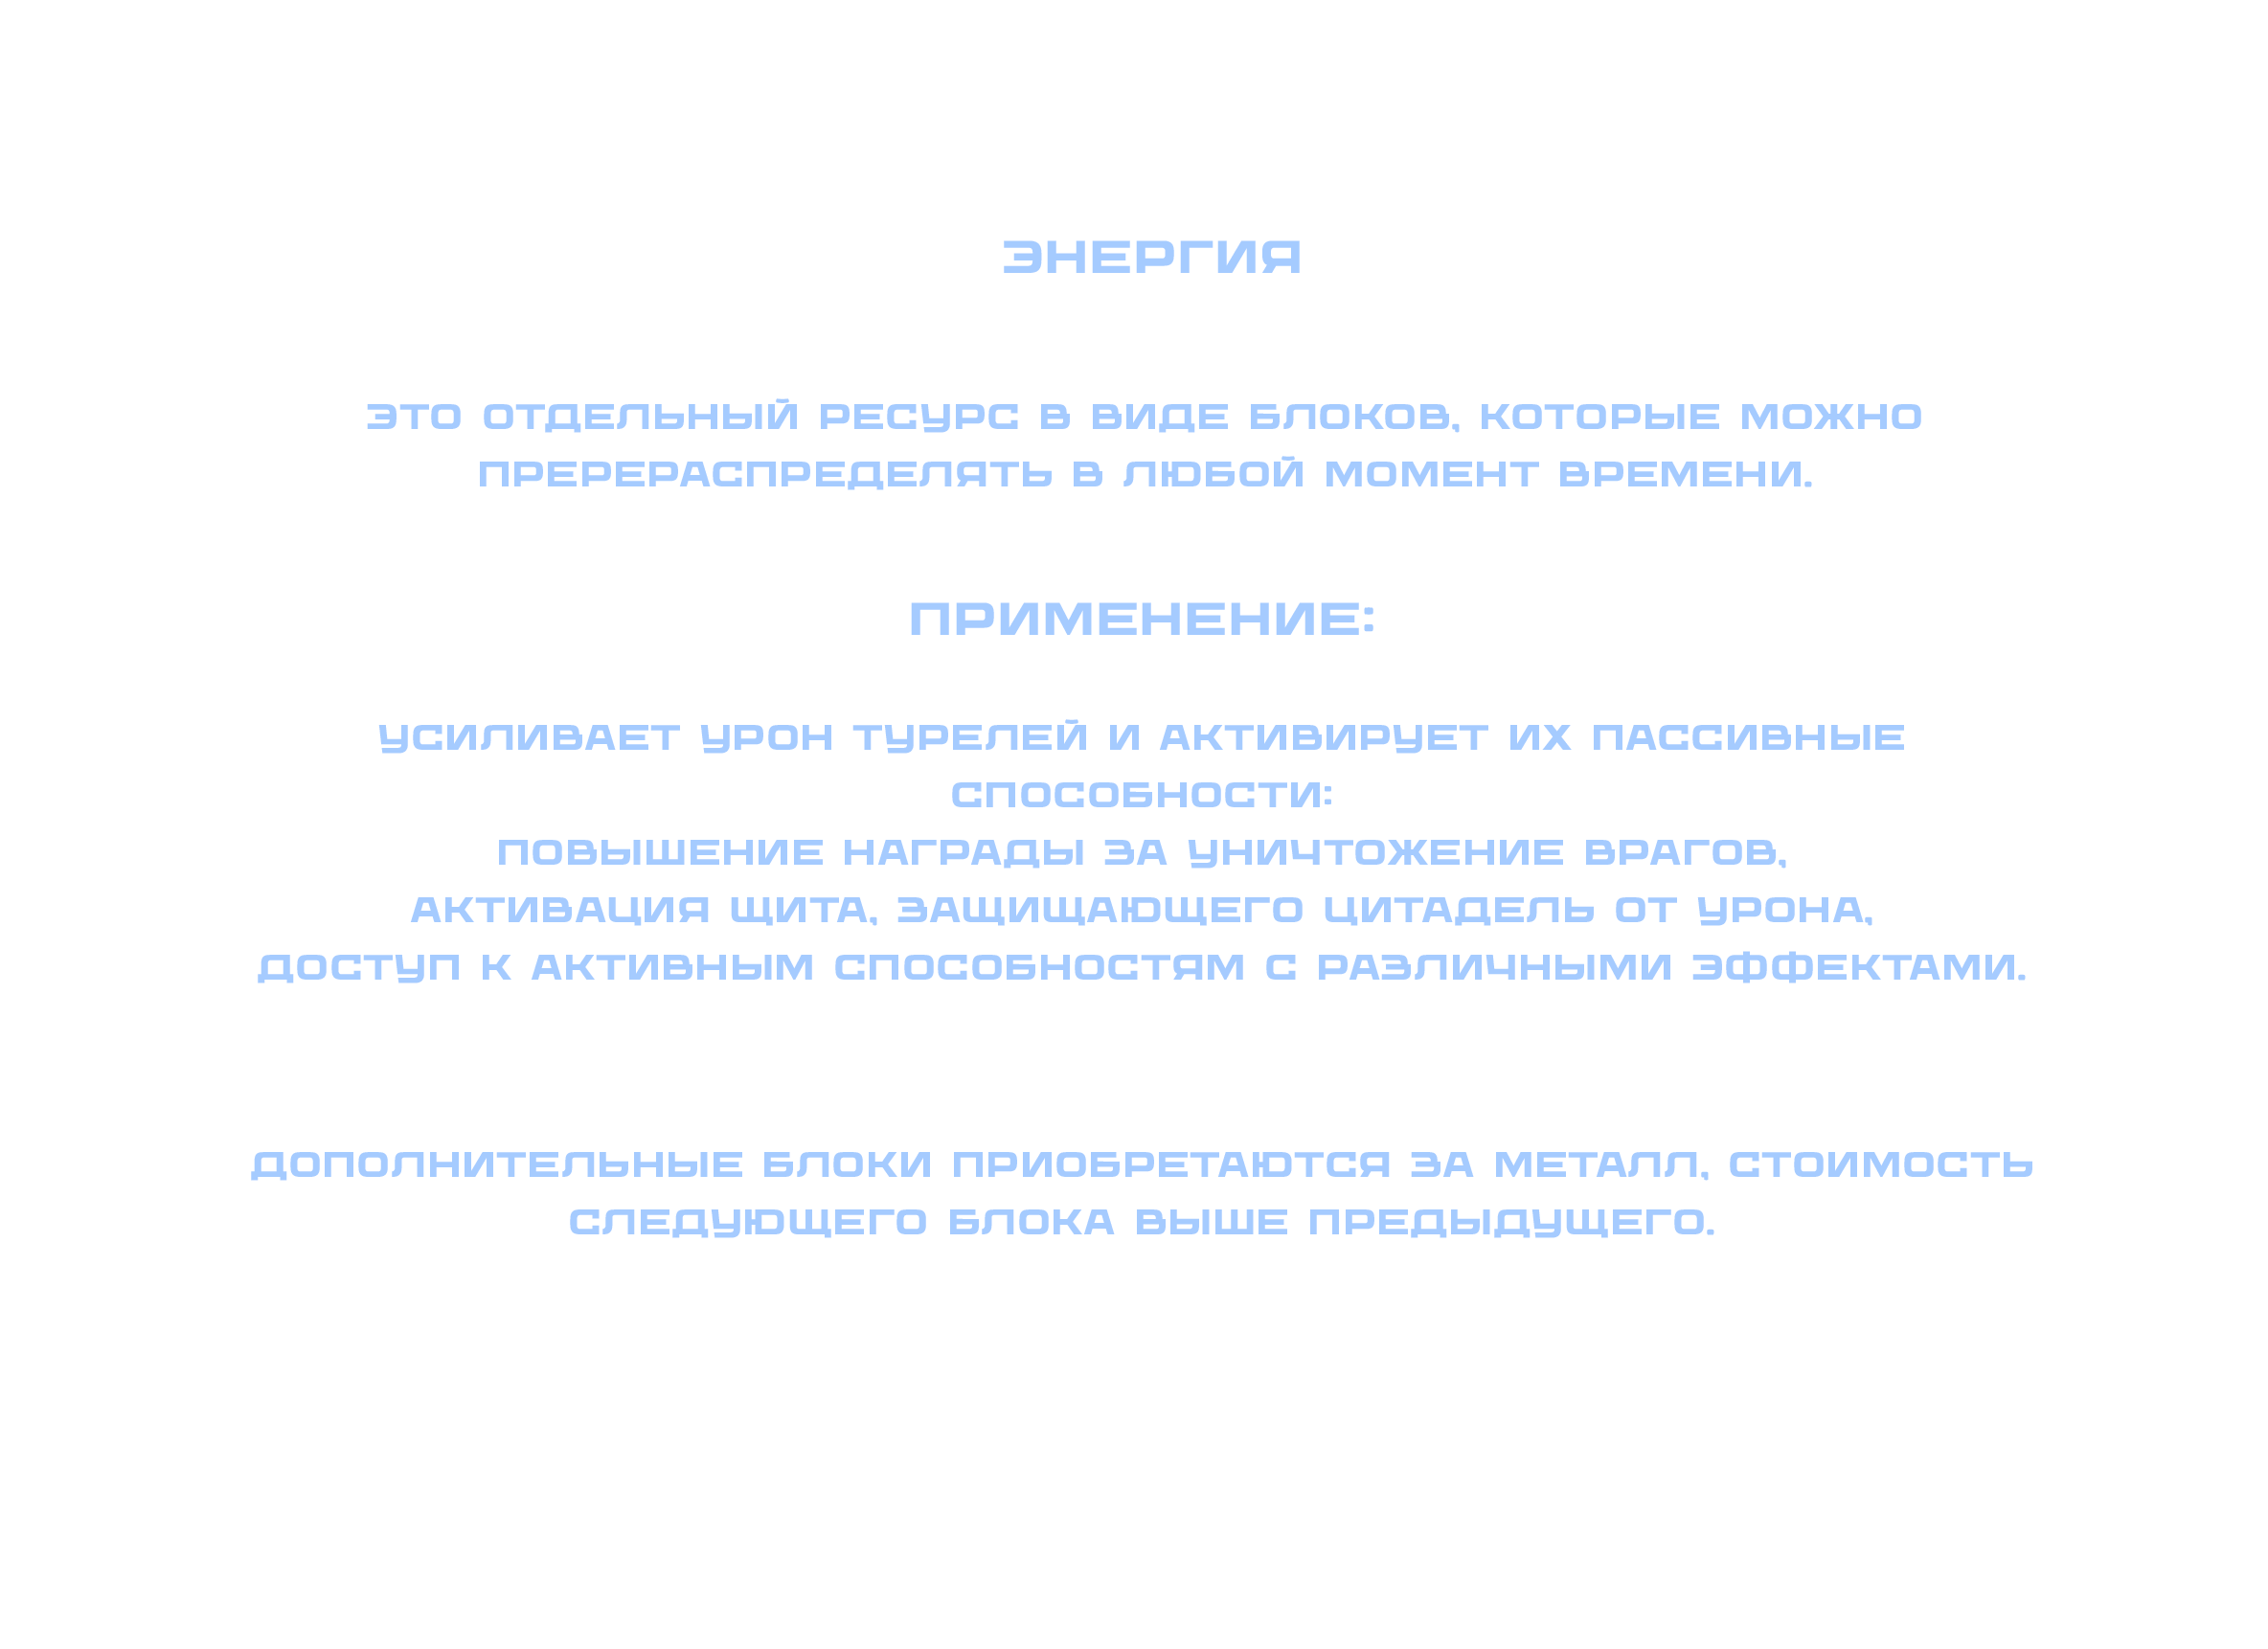 ЭНЕРГИЯ
ЭТО ОТДЕЛЬНЫЙ РЕСУРС В ВИДЕ БЛОКОВ, КОТОРЫЕ МОЖНО
ПРЕРЕРАСПРЕДЕЛЯТЬ В ЛЮБОЙ МОМЕНТ ВРЕМЕНИ.
ПРИМЕНЕНИЕ:
УСИЛИВАЕТ УРОН ТУРЕЛЕЙ И АКТИВИРУЕТ ИХ ПАССИВНЫЕ
СПОСОБНОСТИ:
ПОВЫШЕНИЕ НАГРАДЫ ЗА УНИЧТОЖЕНИЕ ВРАГОВ,
АКТИВАЦИЯ ЩИТА, ЗАЩИЩАЮЩЕГО ЦИТАДЕЛЬ ОТ УРОНА,
ДОСТУП К АКТИВНЫМ СПОСОБНОСТЯМ С РАЗЛИЧНЫМИ ЭФФЕКТАМИ.
ДОПОЛНИТЕЛЬНЫЕ БЛОКИ ПРИОБРЕТАЮТСЯ ЗА МЕТАЛЛ, СТОИМОСТЬ
СЛЕДУЮЩЕГО БЛОКА ВЫШЕ ПРЕДЫДУЩЕГО.